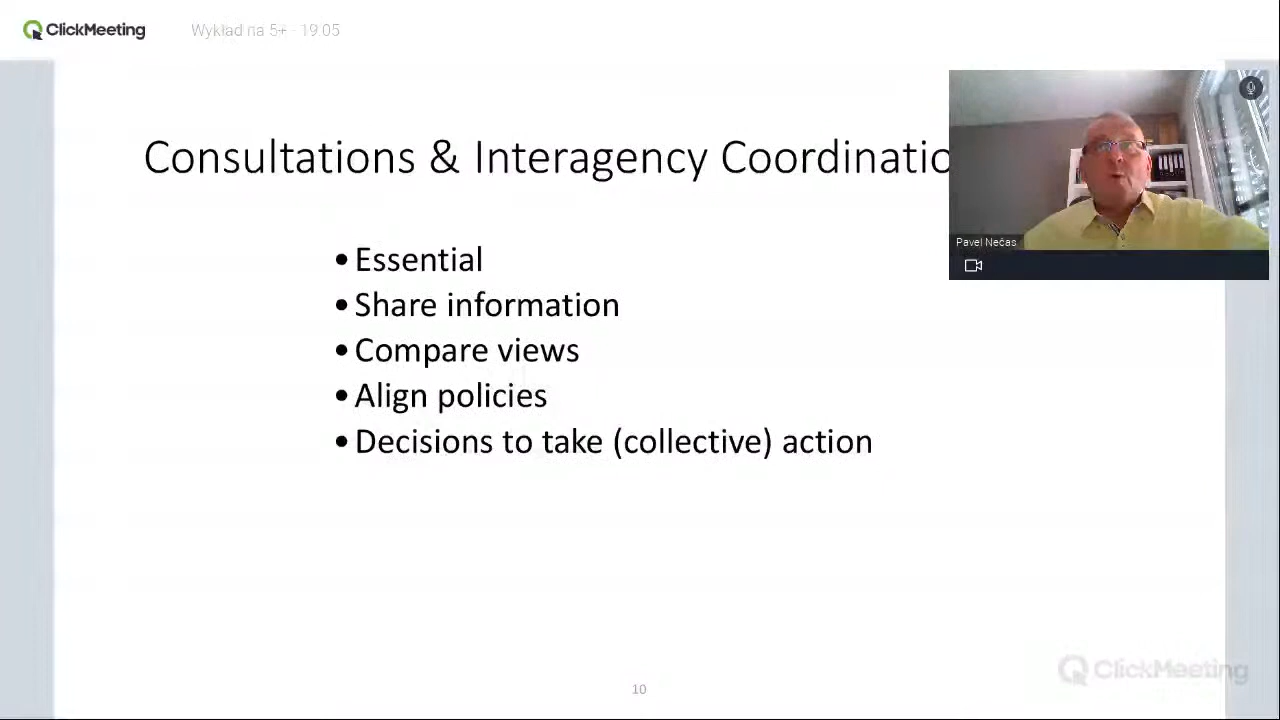 ClickMeeting
Wykład na 5+ - 19.05
Consultations & Interagency Coordinatio
Pavel Nečas
• Essential
• Share information
• Compare views
• Align policies
• Decisions to take (collective) action
ClickMeeting
10